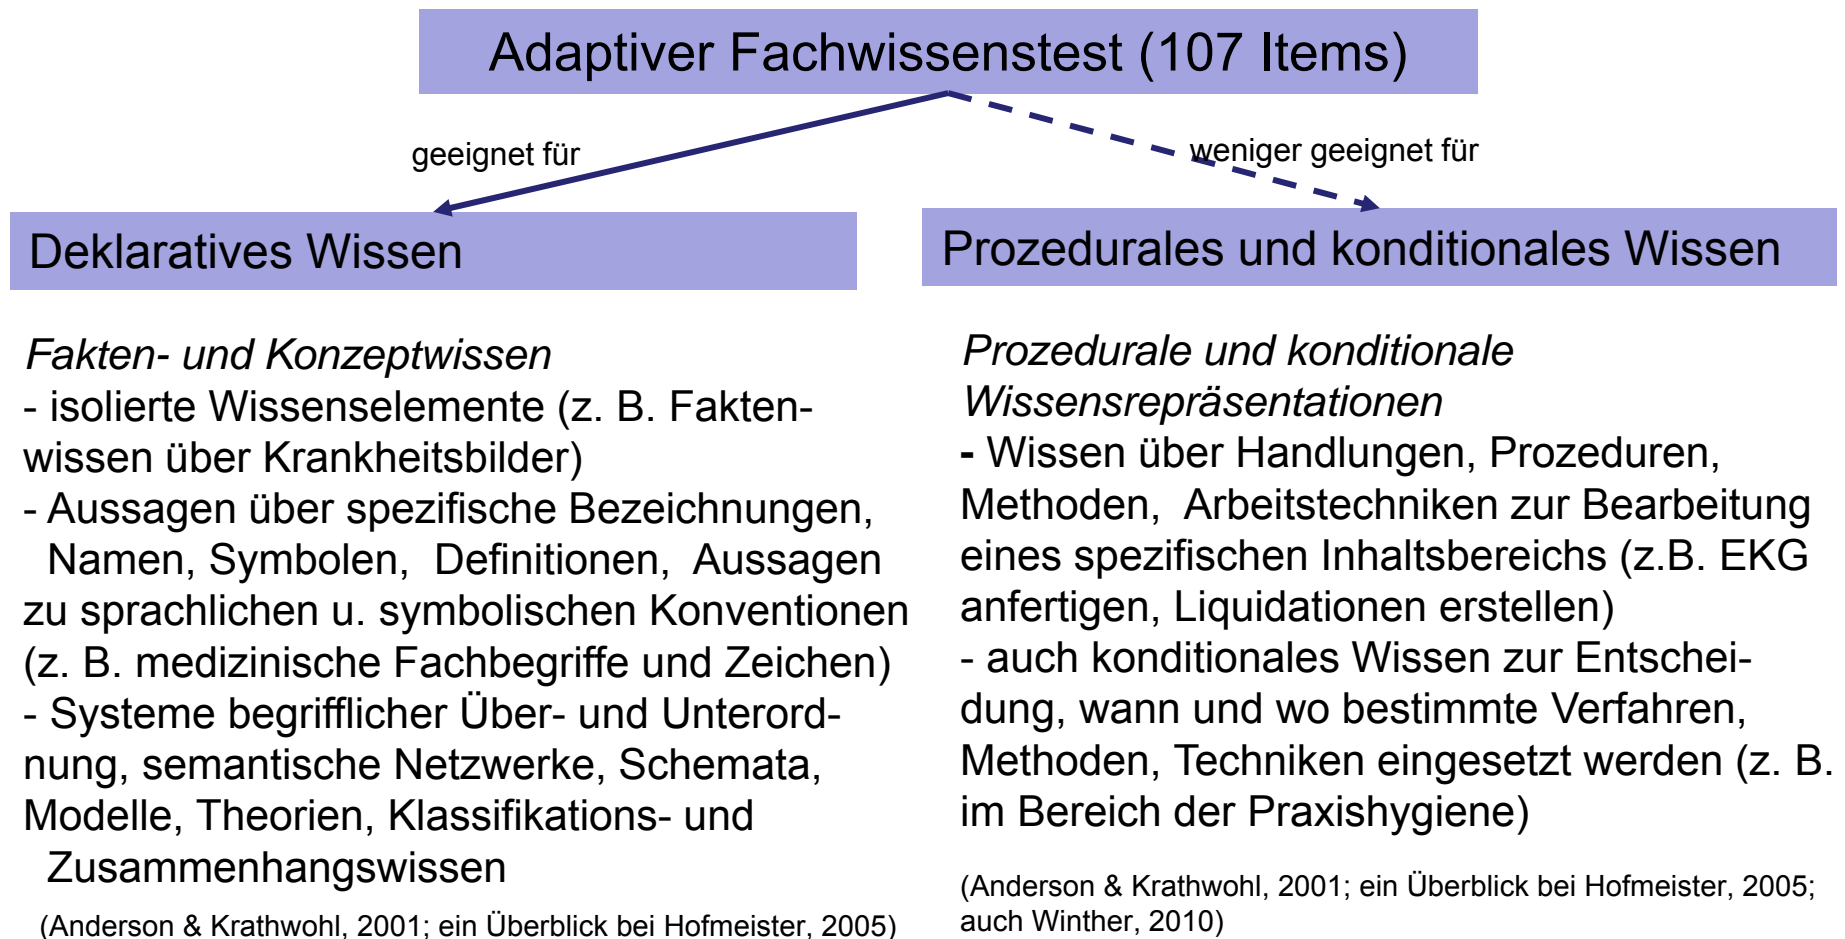 Adaptiver Fachwissenstest (107 Items)
geeignet für
weniger geeignet für
Deklaratives Wissen
Fakten- und Konzeptwissen
- isolierte Wissenselemente (z. B. Fakten-
wissen über Krankheitsbilder)
- Aussagen über spezifische Bezeichnungen,
Namen, Symbolen, Definitionen, Aussagen
zu sprachlichen u. symbolischen Konventionen
(z. B. medizinische Fachbegriffe und Zeichen)
- Systeme begrifflicher Über- und Unterord-
nung, semantische Netzwerke, Schemata,
Modelle, Theorien, Klassifikations- und
Zusammenhangswissen
(Anderson & Krathwohl, 2001; ein Überblick bei Hofmeister, 2005)
Prozedurales und konditionales Wissen
Prozedurale und konditionale
Wissensrepräsentationen
- Wissen über Handlungen, Prozeduren,
Methoden, Arbeitstechniken zur Bearbeitung
eines spezifischen Inhaltsbereichs (z.B. EKG
anfertigen, Liquidationen erstellen)
- auch konditionales Wissen zur Entschei-
dung, wann und wo bestimmte Verfahren,
Methoden, Techniken eingesetzt werden (z. B.
im Bereich der Praxishygiene)
(Anderson & Krathwohl, 2001; ein Überblick bei Hofmeister, 2005;
auch Winther, 2010)